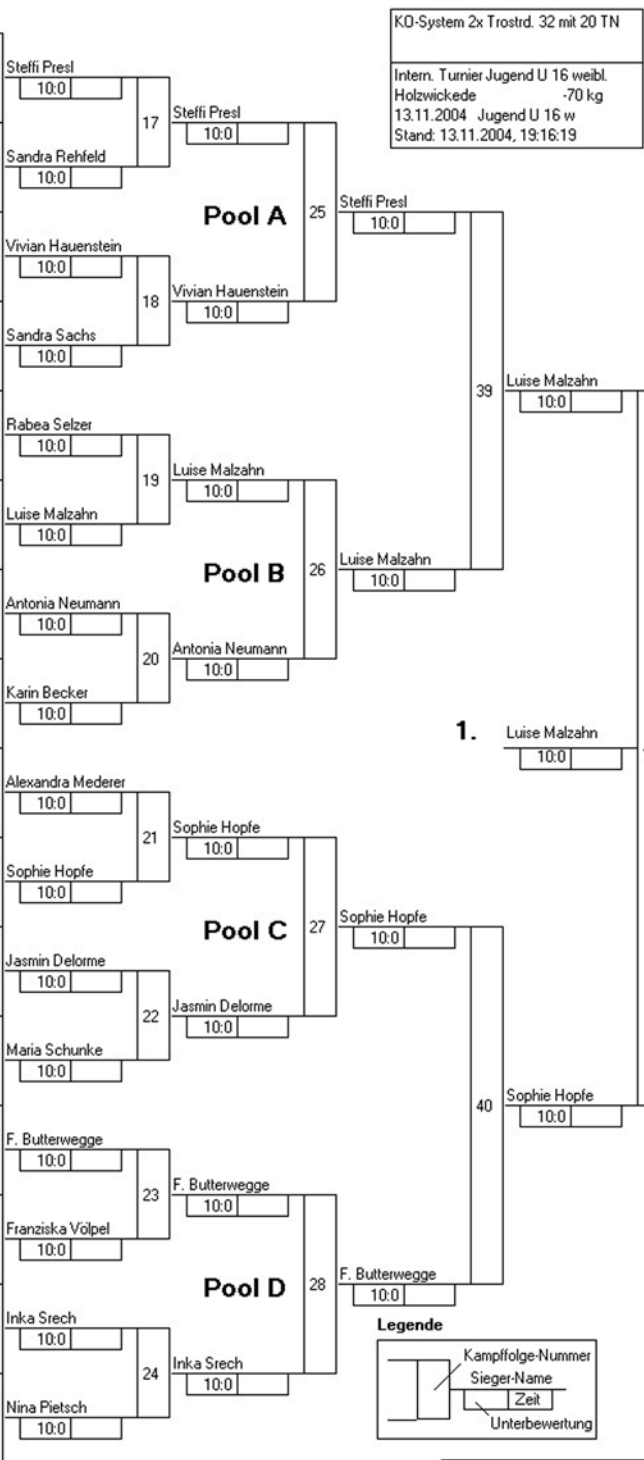 KO-System 2x Trostrd. 32 mit 20 TN
Intern. Turnier Jugend U 16 weibl.
Holzwickede -70 kg
13.11.2004 Jugend U 16 w
Stand: 13.11.2004, 19:16:19
Steffi Presl
10:0
17
Sandra Rehfeld
10:0
Vivian Hauenstein
10:0
18
Sandra Sachs
10:0
Rabea Selzer
10:0
19
Luise Malzahn
10:0
Antonia Neumann
10:0
20
Karin Becker
10:0
Alexandra Mederer
10:0
21
Sophie Hopfe
10:0
Jasmin Delorme
10:0
22
Maria Schunke
10:0
F. Butterwegge
10:0
23
Franziska Völpel
10:0
Inka Srech
10:0
24
Nina Pietsch
10:0
Steffi Presl
10:0
Pool A
25
Vivian Hauenstein
10:0
Luise Malzahn
10:0
Pool B
26
Antonia Neumann
10:0
Sophie Hopfe
10:0
Pool C
27
Jasmin Delorme
10:0
F. Butterwegge
10:0
Pool D
28
Inka Srech
10:0
Steffi Presl
10:0
39
Luise Malzahn
10:0
Sophie Hopfe
10:0
40
F. Butterwegge
10:0
Luise Malzahn
10:0
1.
Luise Malzahn
10:0
Sophie Hopfe
10:0
Legende
Kampffolge-Nummer
Sieger-Name
Zeit
Unterbewertung